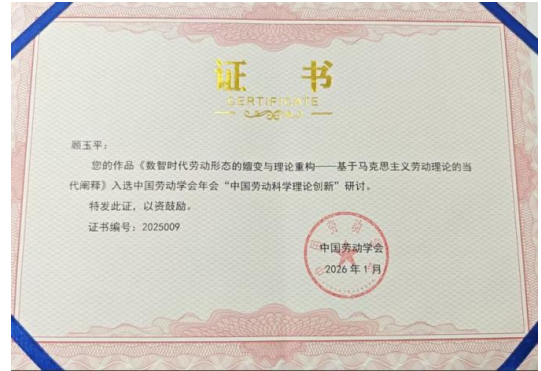 证 书
CERTIFICATE
顾玉平：
您的作品《数智时代劳动形态的嬗变与理论重构——基于马克思主义劳动理论的当
代阐释》入选中国劳动学会年会“中国劳动科学理论创新”研讨。
特发此证，以资鼓励。
证书编号：2025009
中国劳动学会
2026年1月